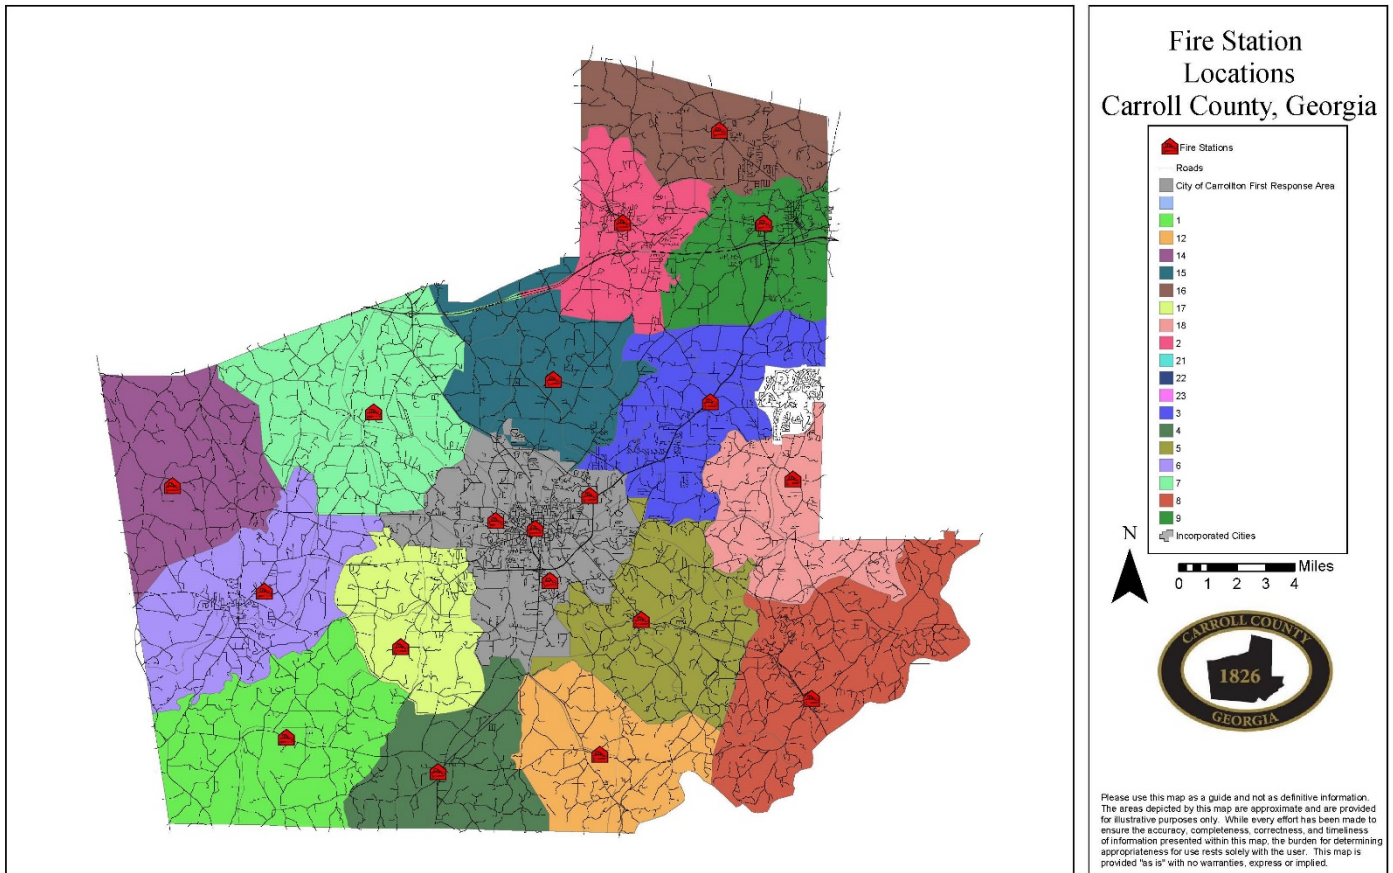 Fire Station
Locations
Carroll County, Georgia
Fire Stations
Roads
City of Carrollton First Response Area
1
12
14
15
16
17
18
2
21
22
23
3
4
5
6
7
8
9
Incorporated Cities
N
Miles
0 1 2 3 4
CARROLL COUNTY
1826
GEORGIA
Please use this map as a guide and not as definitive information.
The areas depicted by this map are approximate and are provided
for illustrative purposes only. While every effort has been made to
ensure the accuracy, completeness, correctness, and timeliness
of information presented within this map, the burden for determining
appropriateness for use rests solely with the user. This map is
provided "as is" with no warranties, express or implied.